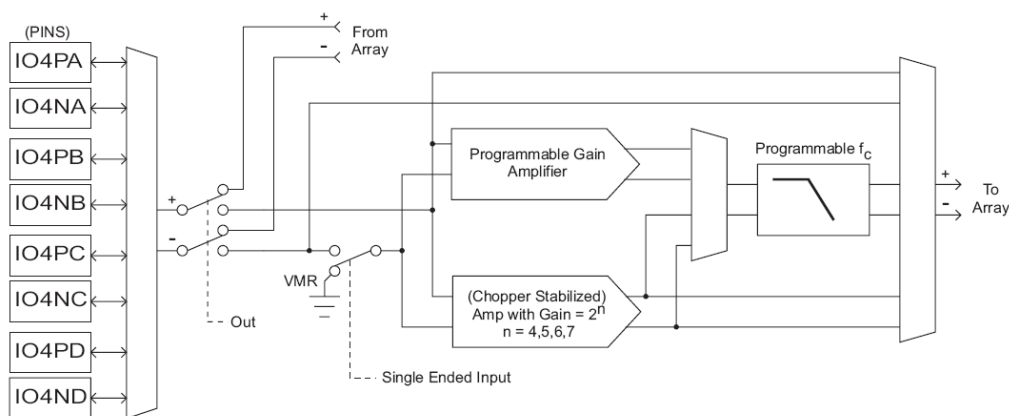 (PINS)
IO4PA
IO4NA
IO4PB
IO4NB
IO4PC
IO4NC
IO4PD
IO4ND
+
-
+
-
From
Array
VMR
Out
Single Ended Input
Programmable Gain
Amplifier
(Chopper Stabilized)
Amp with Gain = 2^n
n = 4,5,6,7
Programmable fc
+
-
To
Array